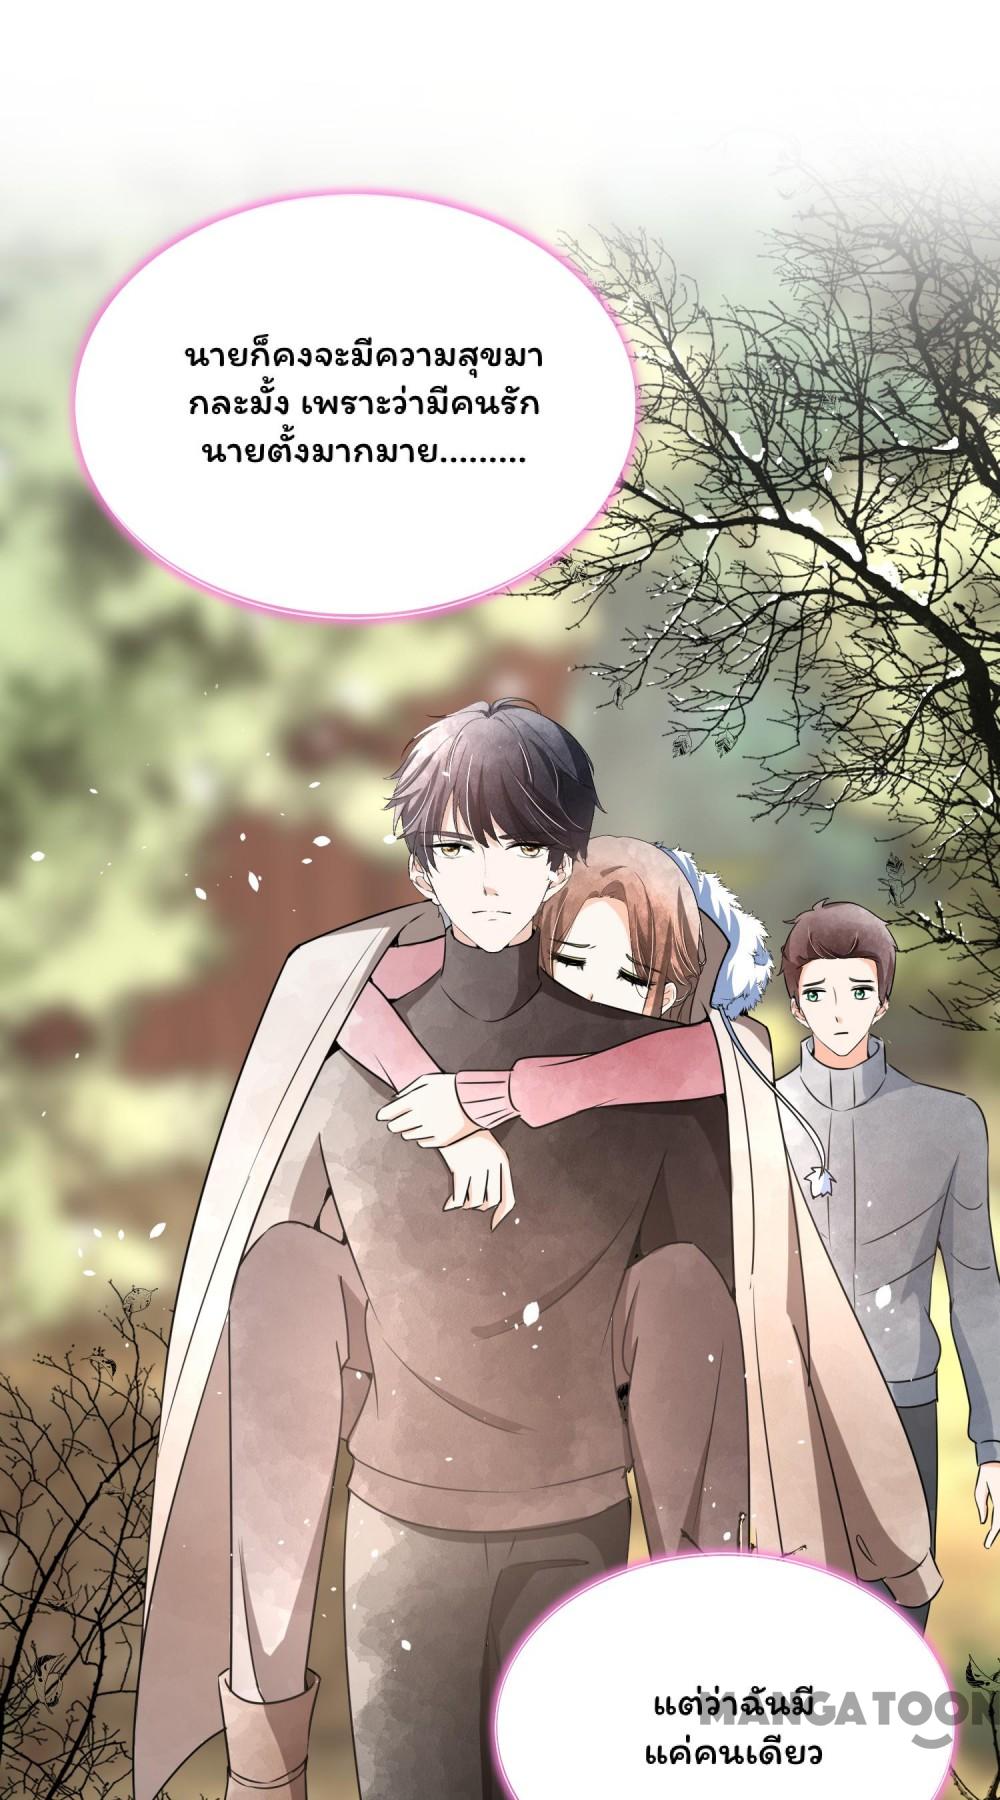 นายก็คงจะมีความสุขมา
กละมั้ง เพราะว่ามีคนรัก
นายตั้งมากมาย.........
แต่ว่าฉันมี
แค่คนเดียว
MANGATOON